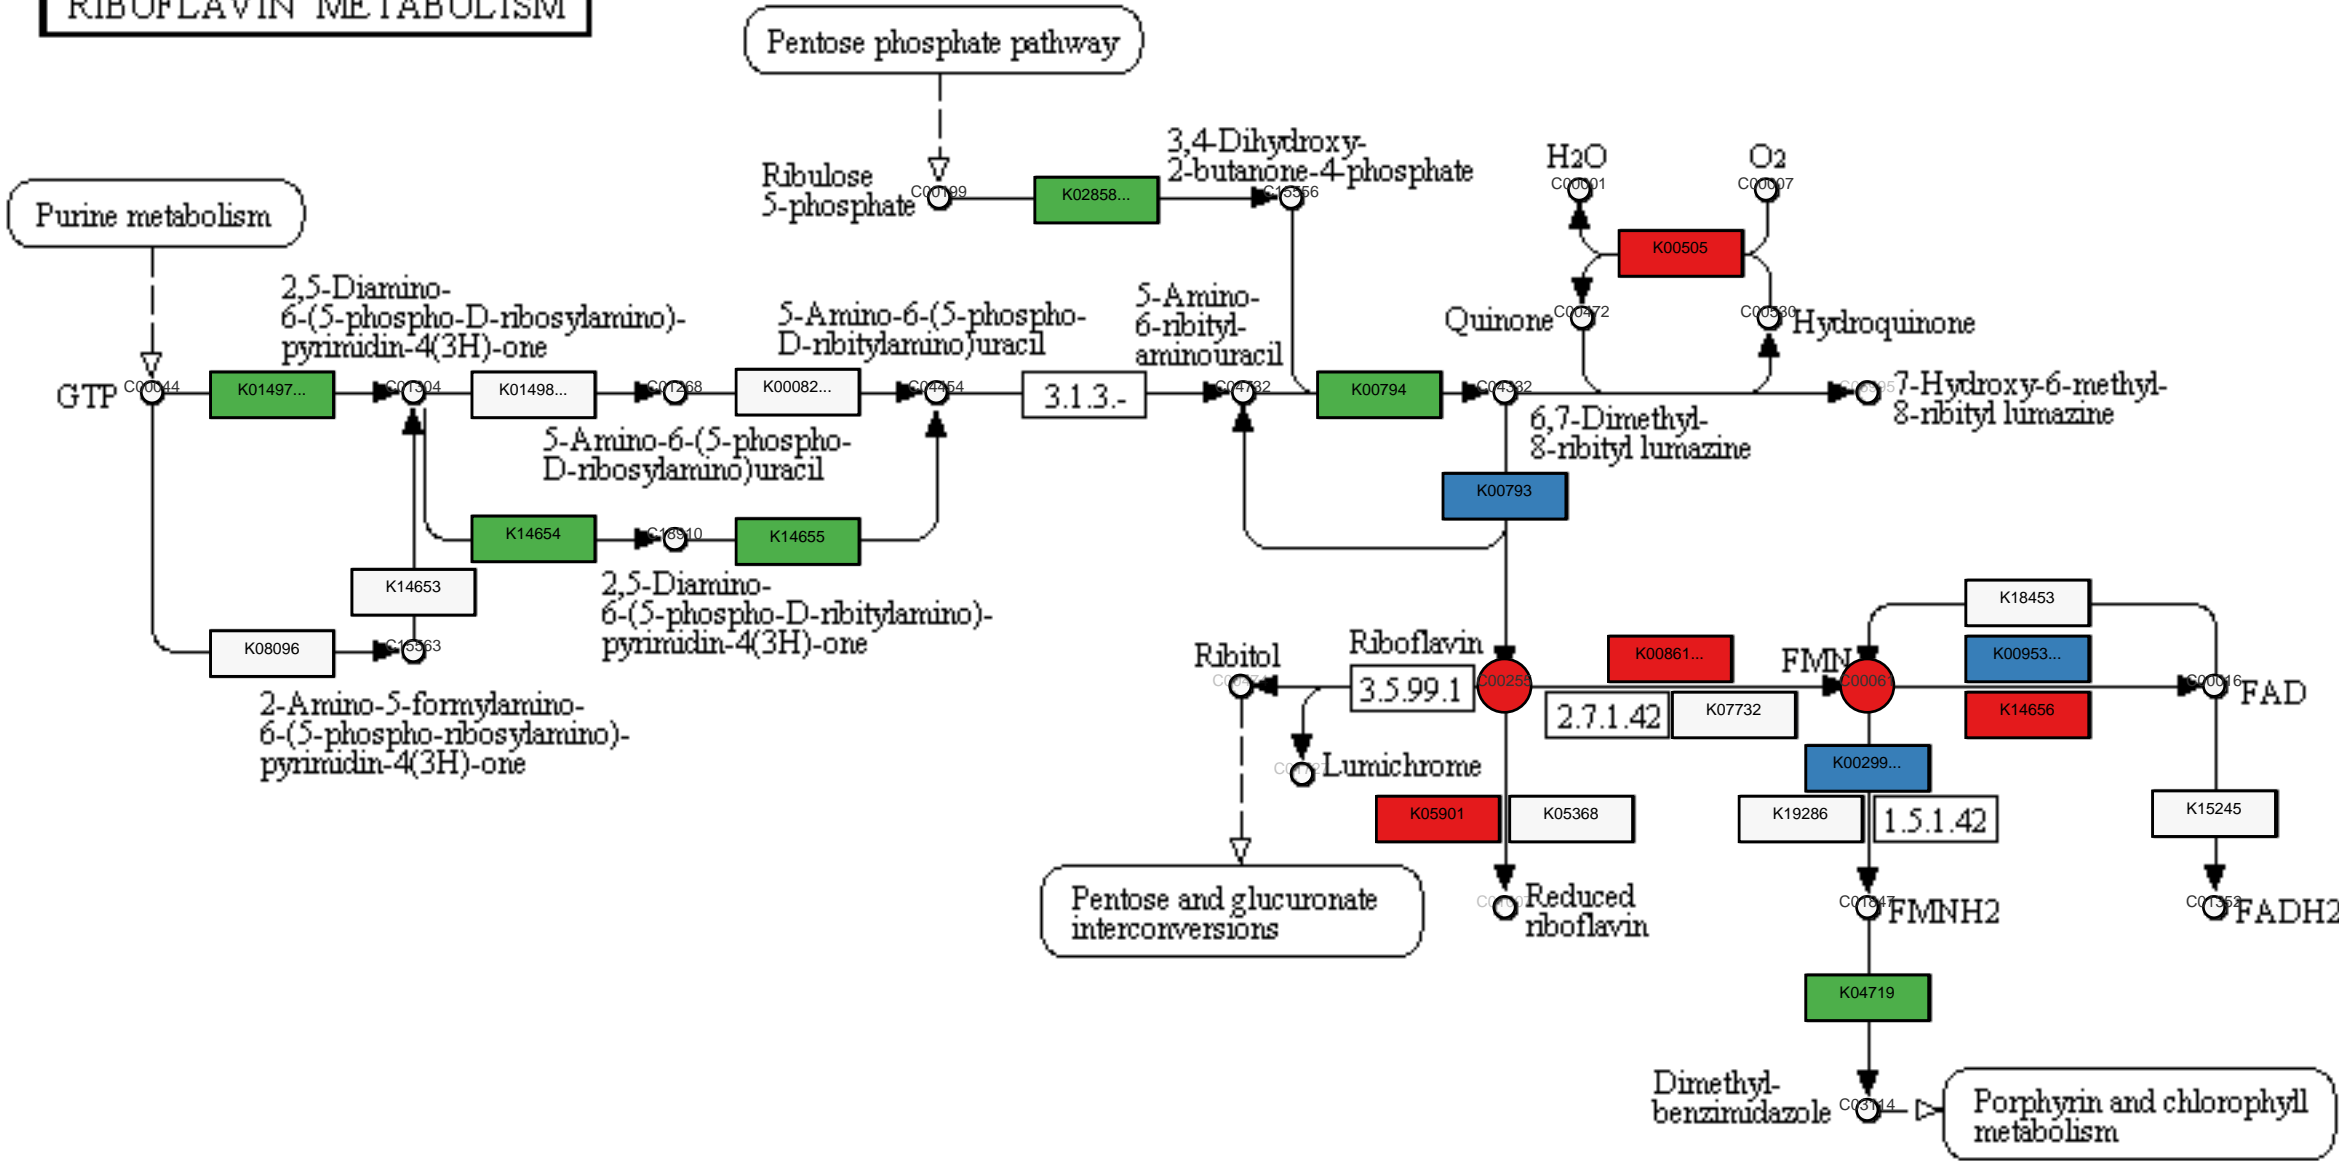 RIBOFLAVIN METABOLISM
Pentose phosphate pathway
Purine metabolism
Ribulose
5-phosphate
C00199
K02858...
3,4-Dihydroxy-
2-butanone-4-phosphate
C15556
H2O
C00001
O2
C00007
K00505
Quinone
C00472
C00530
Hydroquinone
2,5-Diamino-
6-(5-phospho-D-ribosylamino)-
pyrimidin-4(3H)-one
5-Amino-6-(5-phospho-
D-ribitylamino)uracil
5-Amino-
6-ribityl-
aminouracil
GTP
C00044
K01497...
C01304
K01498...
C01268
K00082...
C04454
3.1.3.-
C04732
K00794
C04332
7-Hydroxy-6-methyl-
8-ribityl lumazine
5-Amino-6-(5-phospho-
D-ribosylamino)uracil
6,7-Dimethyl-
8-ribityl lumazine
K00793
K14654
C18910
K14655
K14653
2,5-Diamino-
6-(5-phospho-D-ribitylamino)-
pyrimidin-4(3H)-one
K08096
C15563
2-Amino-5-formylamino-
6-(5-phospho-ribosylamino)-
pyrimidin-4(3H)-one
K18453
Ribitol
Riboflavin
K00861...
FMN
K00953...
3.5.99.1
C00255
C00061
C00016
FAD
2.7.1.42
K07732
K14656
Lumichrome
K00299...
K05901
K05368
K19286
1.5.1.42
K15245
Pentose and glucuronate
interconversions
Reduced
riboflavin
C01847
FMNH2
C01352
FADH2
K04719
Dimethyl-
benzimidazole
C03114
Porphyrin and chlorophyll
metabolism